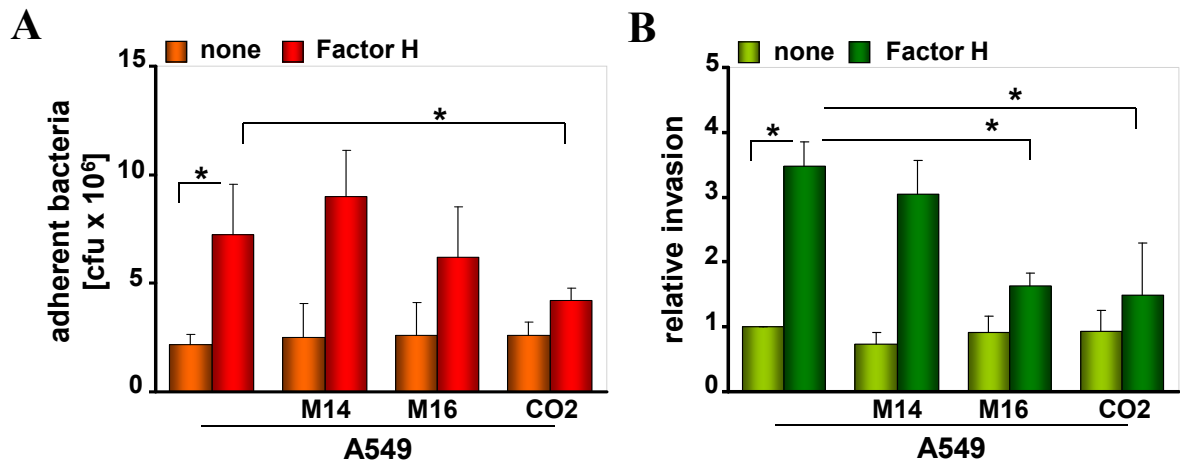 A
none Factor H
adherent bacteria
[cfu x 10⁶]
15
10
5
0
*
*
M14 M16 CO2
A549
B
none Factor H
relative invasion
5
4
3
2
1
0
*
*
*
M14 M16 CO2
A549